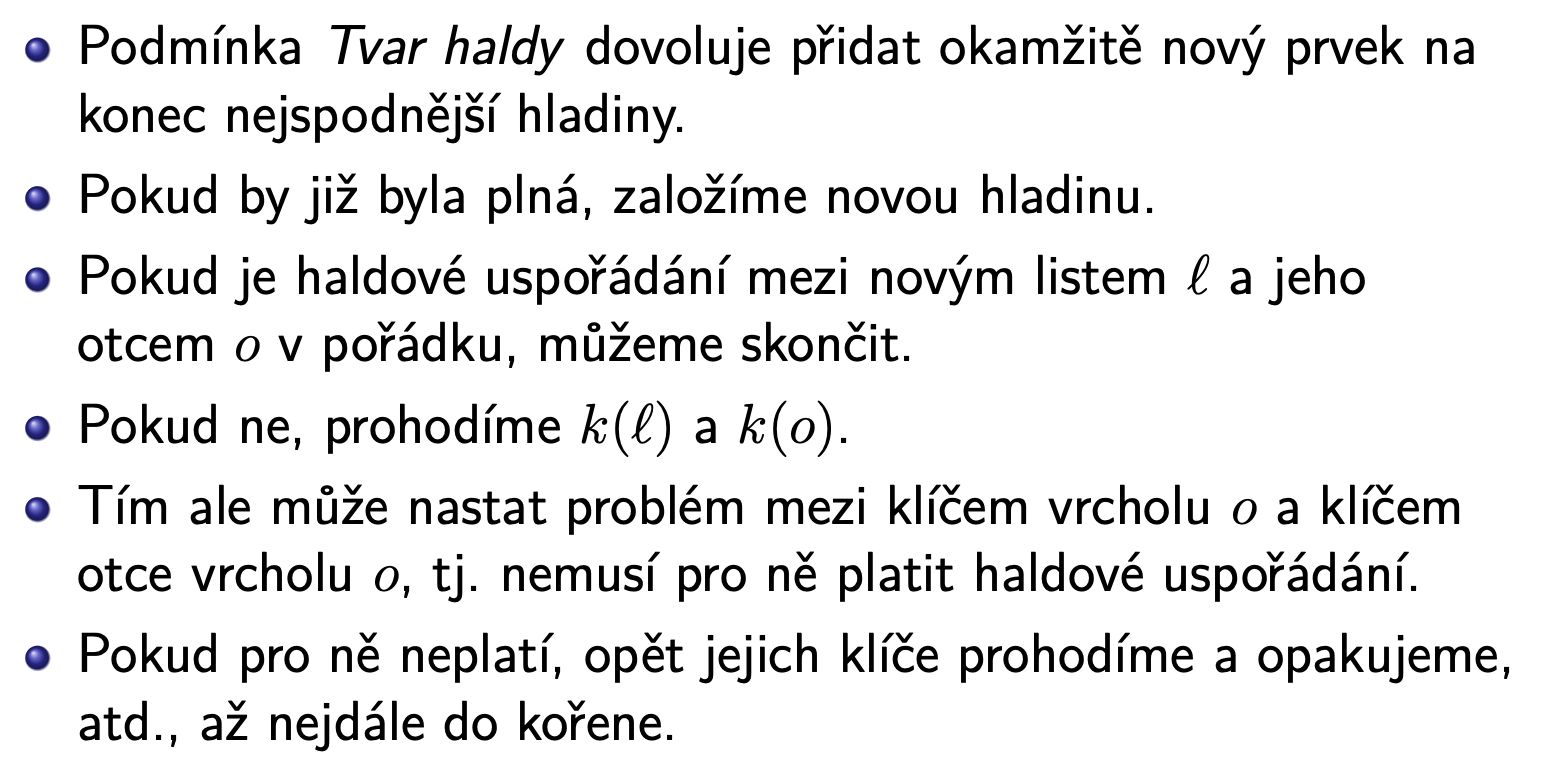 Podmínka Tvar haldy dovoluje přidat okamžitě nový prvek na
konec nejspodnější hladiny.
Pokud by již byla plná, založíme novou hladinu.
Pokud je haldové uspořádání mezi novým listem ℓ a jeho
otcem o v pořádku, můžeme skončit.
Pokud ne, prohodíme k(ℓ) a k(o).
Tím ale může nastat problém mezi klíčem vrcholu o a klíčem
otce vrcholu o, tj. nemusí pro ně platit haldové uspořádání.
Pokud pro ně neplatí, opět jejich klíče prohodíme a opakujeme,
atd., až nejdále do kořene.